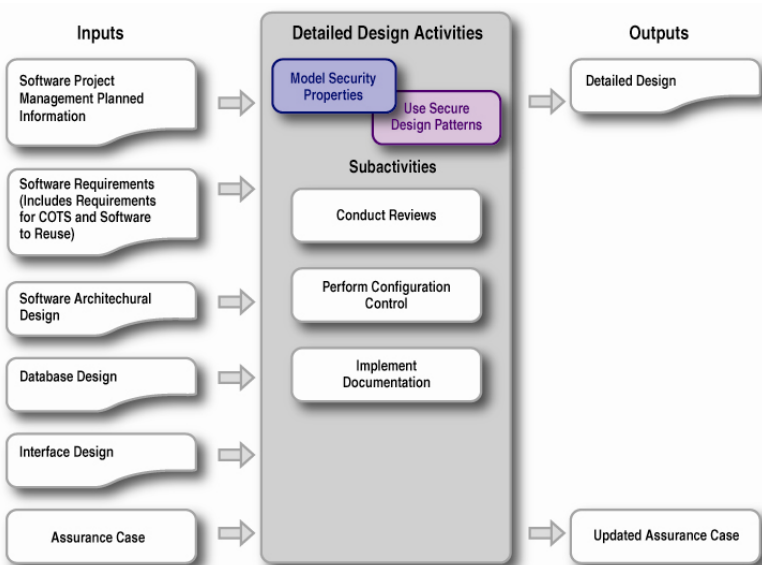 Inputs
Software Project
Management Planned
Information
Software Requirements
(Includes Requirements
for COTS and Software
to Reuse)
Software Architechural
Design
Database Design
Interface Design
Assurance Case
Detailed Design Activities
Model Security
Properties
Use Secure
Design Patterns
Subactivities
Conduct Reviews
Perform Configuration
Control
Implement
Documentation
Outputs
Detailed Design
Updated Assurance Case